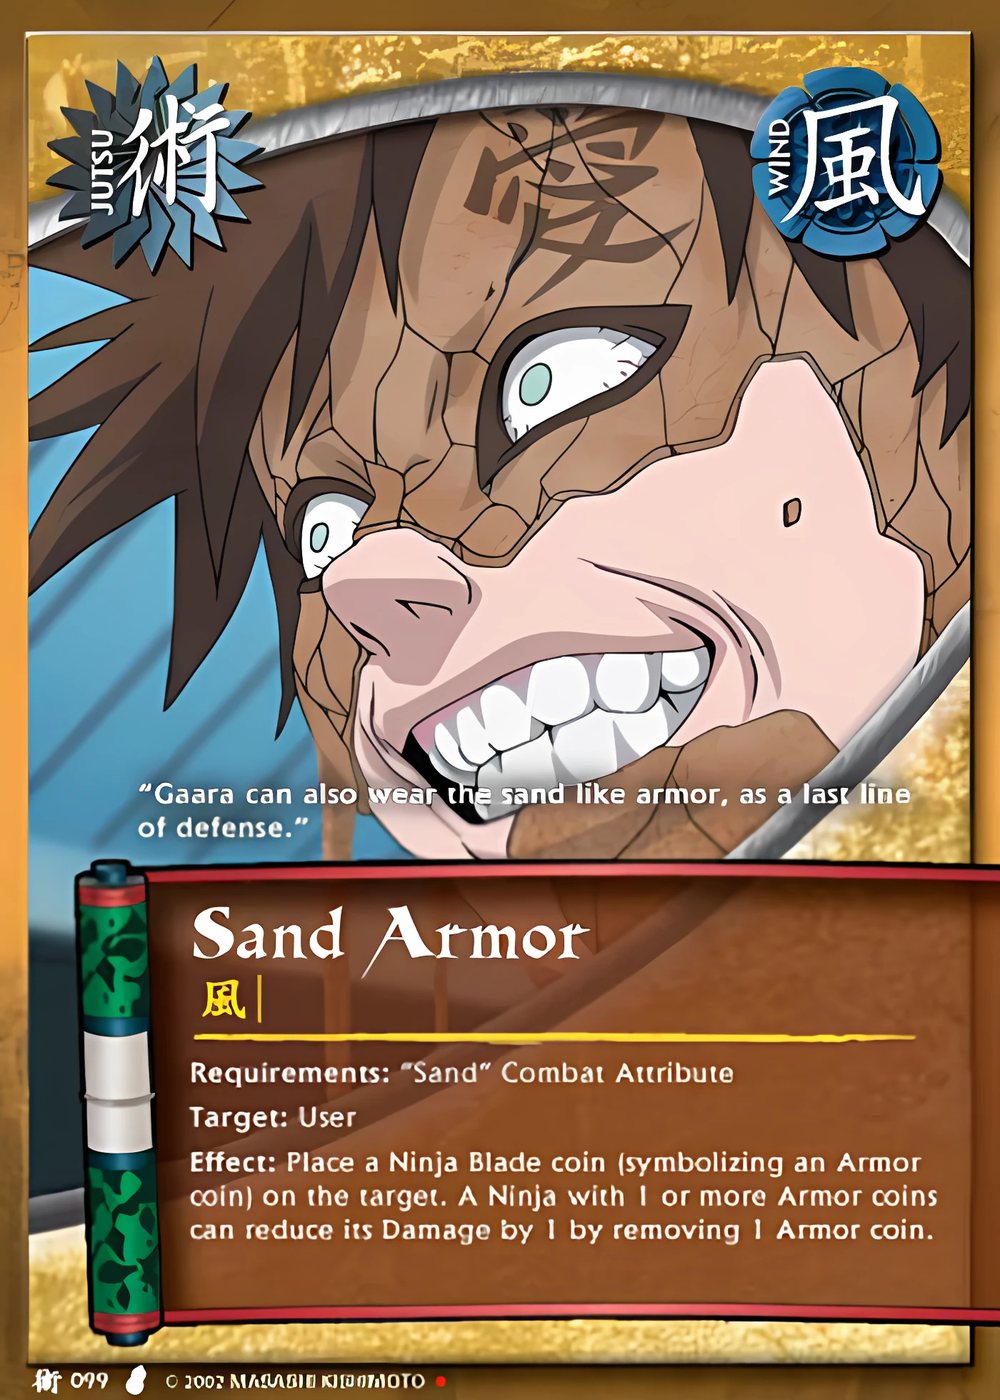 JUTSU
術
WIND
風
“Gaara can also wear the sand like armor, as a last line
of defense.”
Sand Armor
風
Requirements: “Sand” Combat Attribute
Target: User
Effect: Place a Ninja Blade coin (symbolizing an Armor
coin) on the target. A Ninja with 1 or more Armor coins
can reduce its Damage by 1 by removing 1 Armor coin.
術 099 © 2002 MASASHI KISHIMOTO